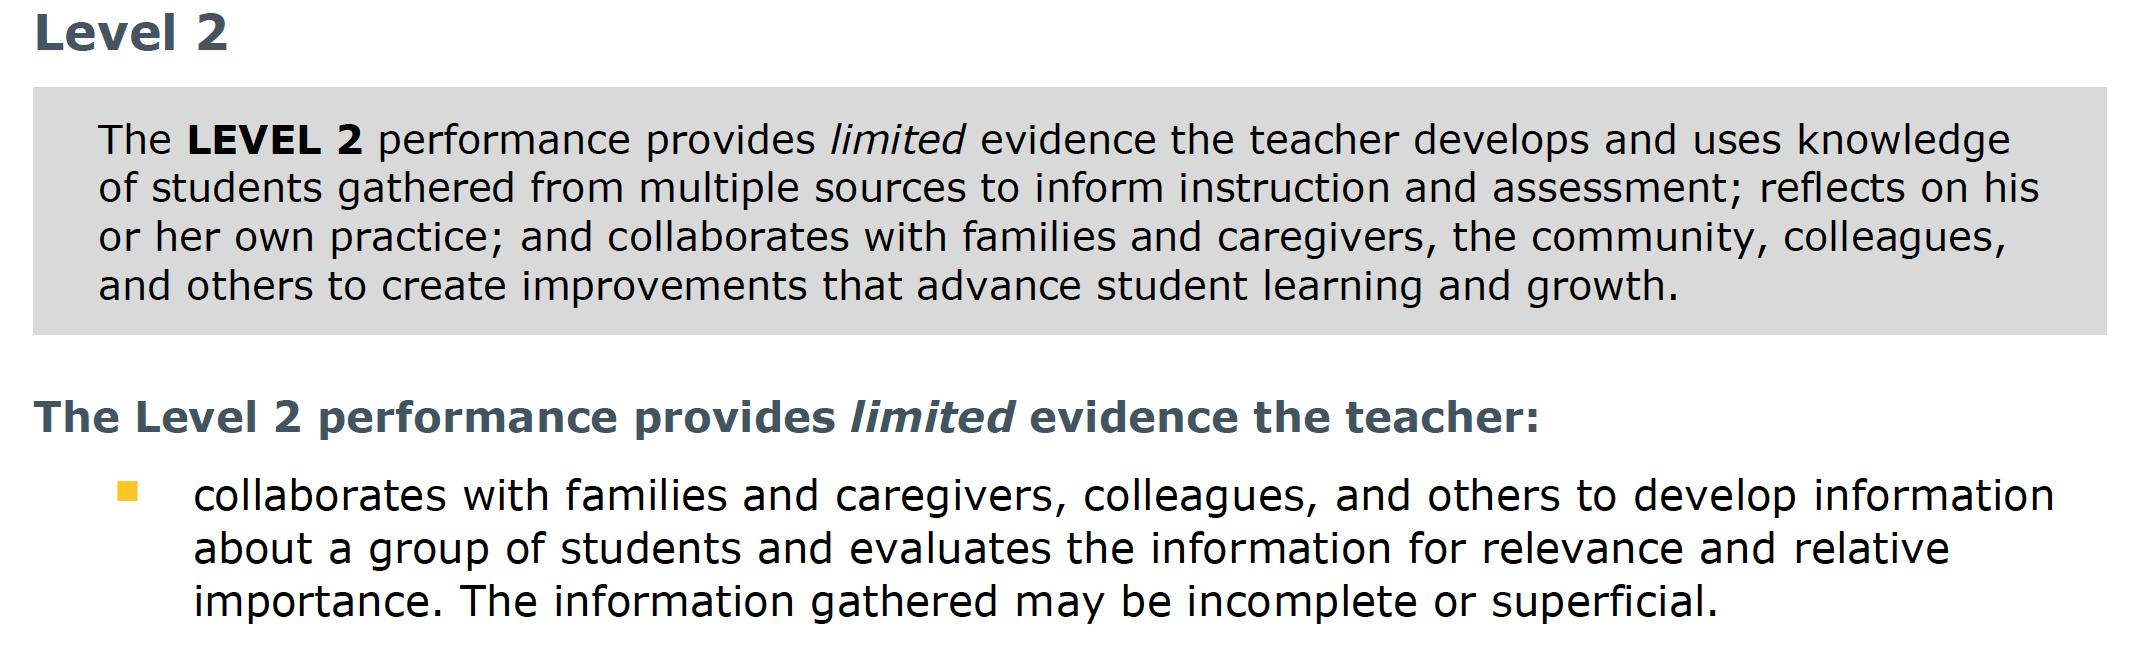 Level 2
The LEVEL 2 performance provides limited evidence the teacher develops and uses knowledge
of students gathered from multiple sources to inform instruction and assessment; reflects on his
or her own practice; and collaborates with families and caregivers, the community, colleagues,
and others to create improvements that advance student learning and growth.
The Level 2 performance provides limited evidence the teacher:
collaborates with families and caregivers, colleagues, and others to develop information
about a group of students and evaluates the information for relevance and relative
importance. The information gathered may be incomplete or superficial.